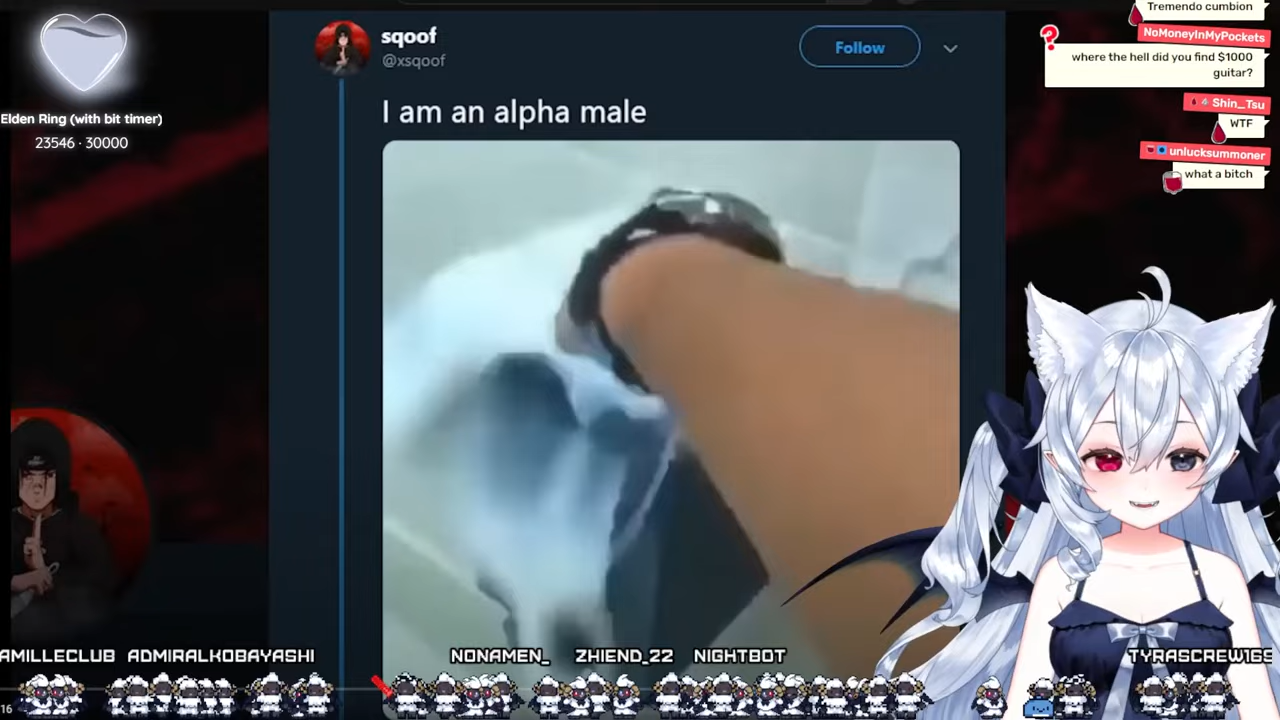 sqoof
@xsqoof
Follow
I am an alpha male
Elden Ring (with bit timer)
23546 · 30000
Tremendo cumbion
NoMoneyInMyPockets
where the hell did you find $1000
guitar?
Shin_Tsu
WTF
unlucksummoner
what a bitch
AMILLECLUB ADMIRALKOBAYASHI NONAMEN_ ZHIEND_22 NIGHTBOT TYRASCREW169
16